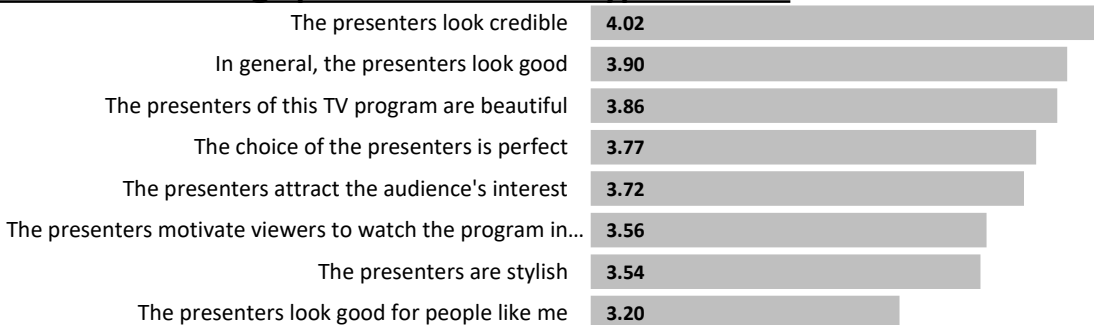 The presenters look credible 4.02
In general, the presenters look good 3.90
The presenters of this TV program are beautiful 3.86
The choice of the presenters is perfect 3.77
The presenters attract the audience's interest 3.72
The presenters motivate viewers to watch the program in... 3.56
The presenters are stylish 3.54
The presenters look good for people like me 3.20